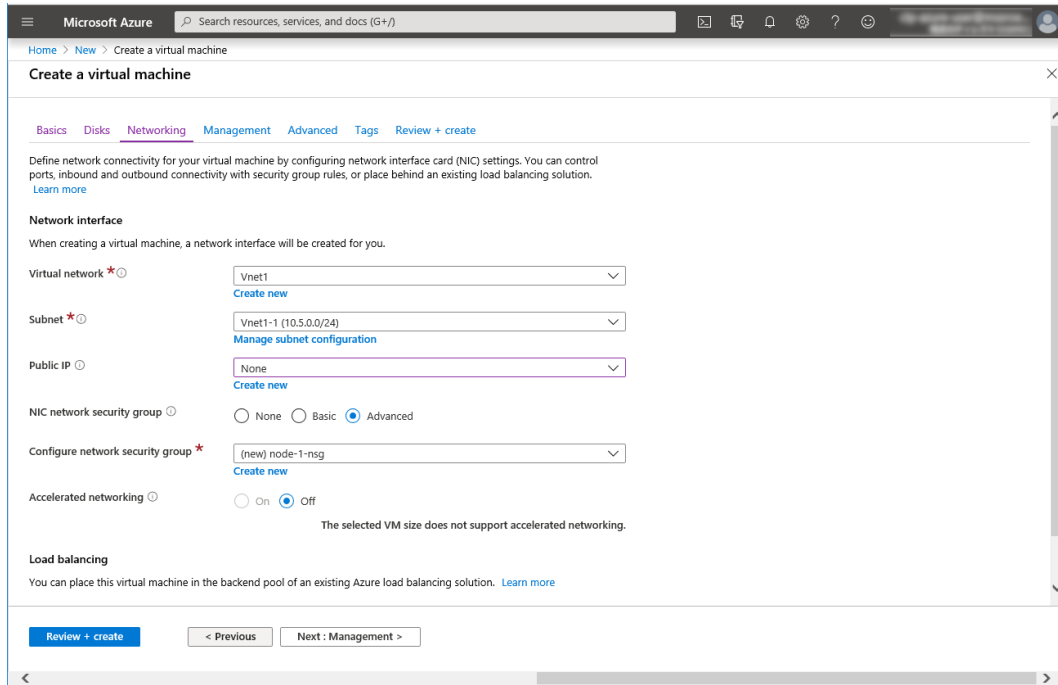 Microsoft Azure
Search resources, services, and docs (G+/)
Home > New > Create a virtual machine
Create a virtual machine
Basics Disks Networking Management Advanced Tags Review + create
Define network connectivity for your virtual machine by configuring network interface card (NIC) settings. You can control
ports, inbound and outbound connectivity with security group rules, or place behind an existing load balancing solution.
Learn more
Network interface
When creating a virtual machine, a network interface will be created for you.
Virtual network *
Vnet1
Create new
Subnet *
Vnet1-1 (10.5.0.0/24)
Manage subnet configuration
Public IP
None
Create new
NIC network security group
None Basic Advanced
Configure network security group *
(new) node-1-nsg
Create new
Accelerated networking
On Off
The selected VM size does not support accelerated networking.
Load balancing
You can place this virtual machine in the backend pool of an existing Azure load balancing solution. Learn more
Review + create < Previous Next : Management >